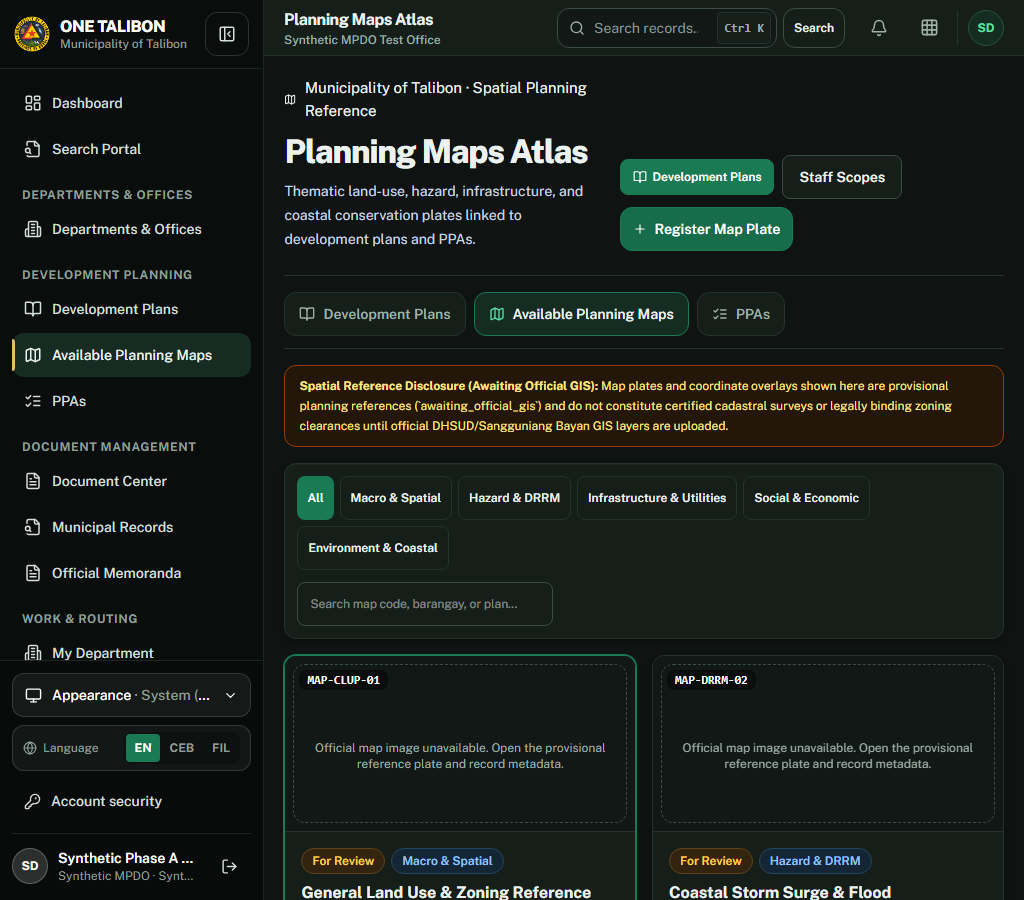 ONE TALIBON
Municipality of Talibon
Planning Maps Atlas
Synthetic MPDO Test Office
Search records..
Ctrl K
Search
SD
Dashboard
Search Portal
DEPARTMENTS & OFFICES
Departments & Offices
DEVELOPMENT PLANNING
Development Plans
Available Planning Maps
PPAs
DOCUMENT MANAGEMENT
Document Center
Municipal Records
Official Memoranda
WORK & ROUTING
My Department
Appearance · System (...
Language
EN
CEB
FIL
Account security
SD
Synthetic Phase A ...
Synthetic MPDO · Synt...
Municipality of Talibon · Spatial Planning
Reference
Planning Maps Atlas
Thematic land-use, hazard, infrastructure, and
coastal conservation plates linked to
development plans and PPAs.
Development Plans
Staff Scopes
+ Register Map Plate
Development Plans
Available Planning Maps
PPAs
Spatial Reference Disclosure (Awaiting Official GIS): Map plates and coordinate overlays shown here are provisional
planning references (`awaiting_official_gis`) and do not constitute certified cadastral surveys or legally binding zoning
clearances until official DHSUD/Sangguniang Bayan GIS layers are uploaded.
All
Macro & Spatial
Hazard & DRRM
Infrastructure & Utilities
Social & Economic
Environment & Coastal
Search map code, barangay, or plan...
MAP-CLUP-01
Official map image unavailable. Open the provisional
reference plate and record metadata.
For Review
Macro & Spatial
General Land Use & Zoning Reference
MAP-DRRM-02
Official map image unavailable. Open the provisional
reference plate and record metadata.
For Review
Hazard & DRRM
Coastal Storm Surge & Flood